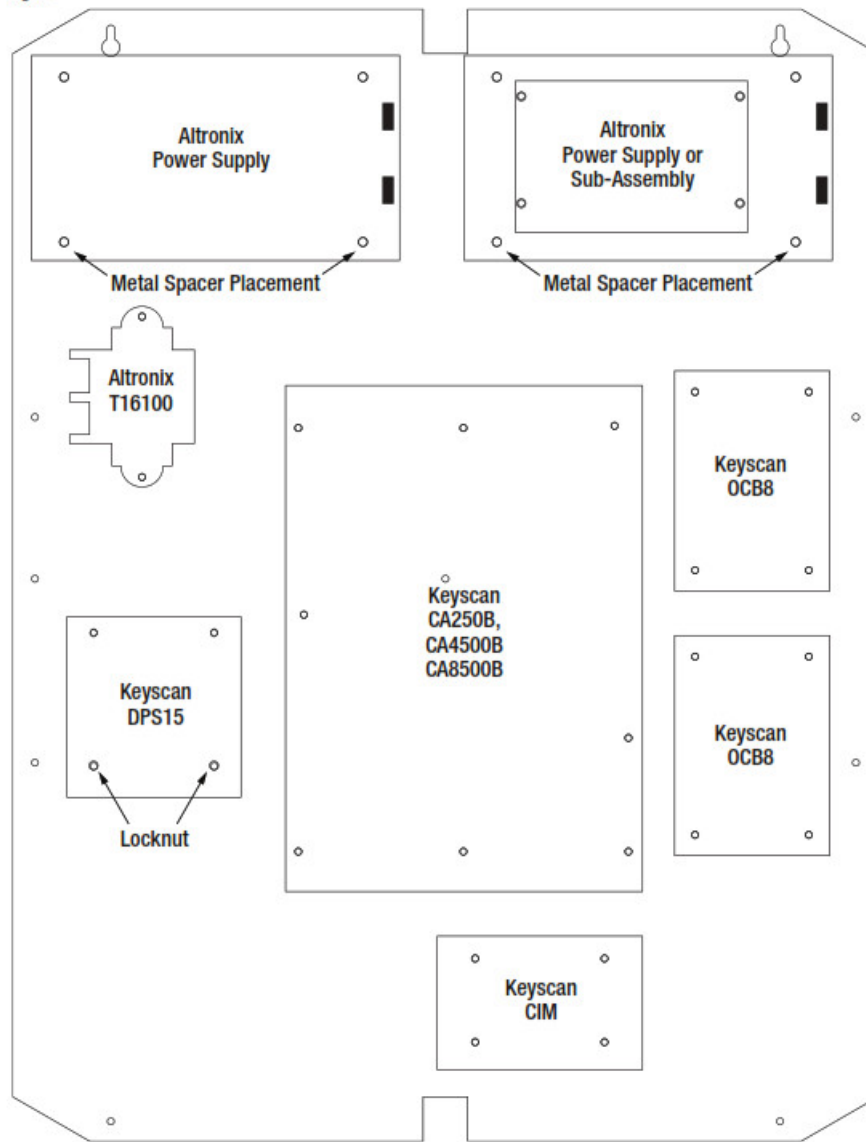 Altronix
Power Supply
Altronix
Power Supply or
Sub-Assembly
Metal Spacer Placement
Metal Spacer Placement
Altronix
T16100
Keyscan
OCB8
Keyscan
CA250B,
CA4500B
CA8500B
Keyscan
DPS15
Keyscan
OCB8
Locknut
Keyscan
CIM